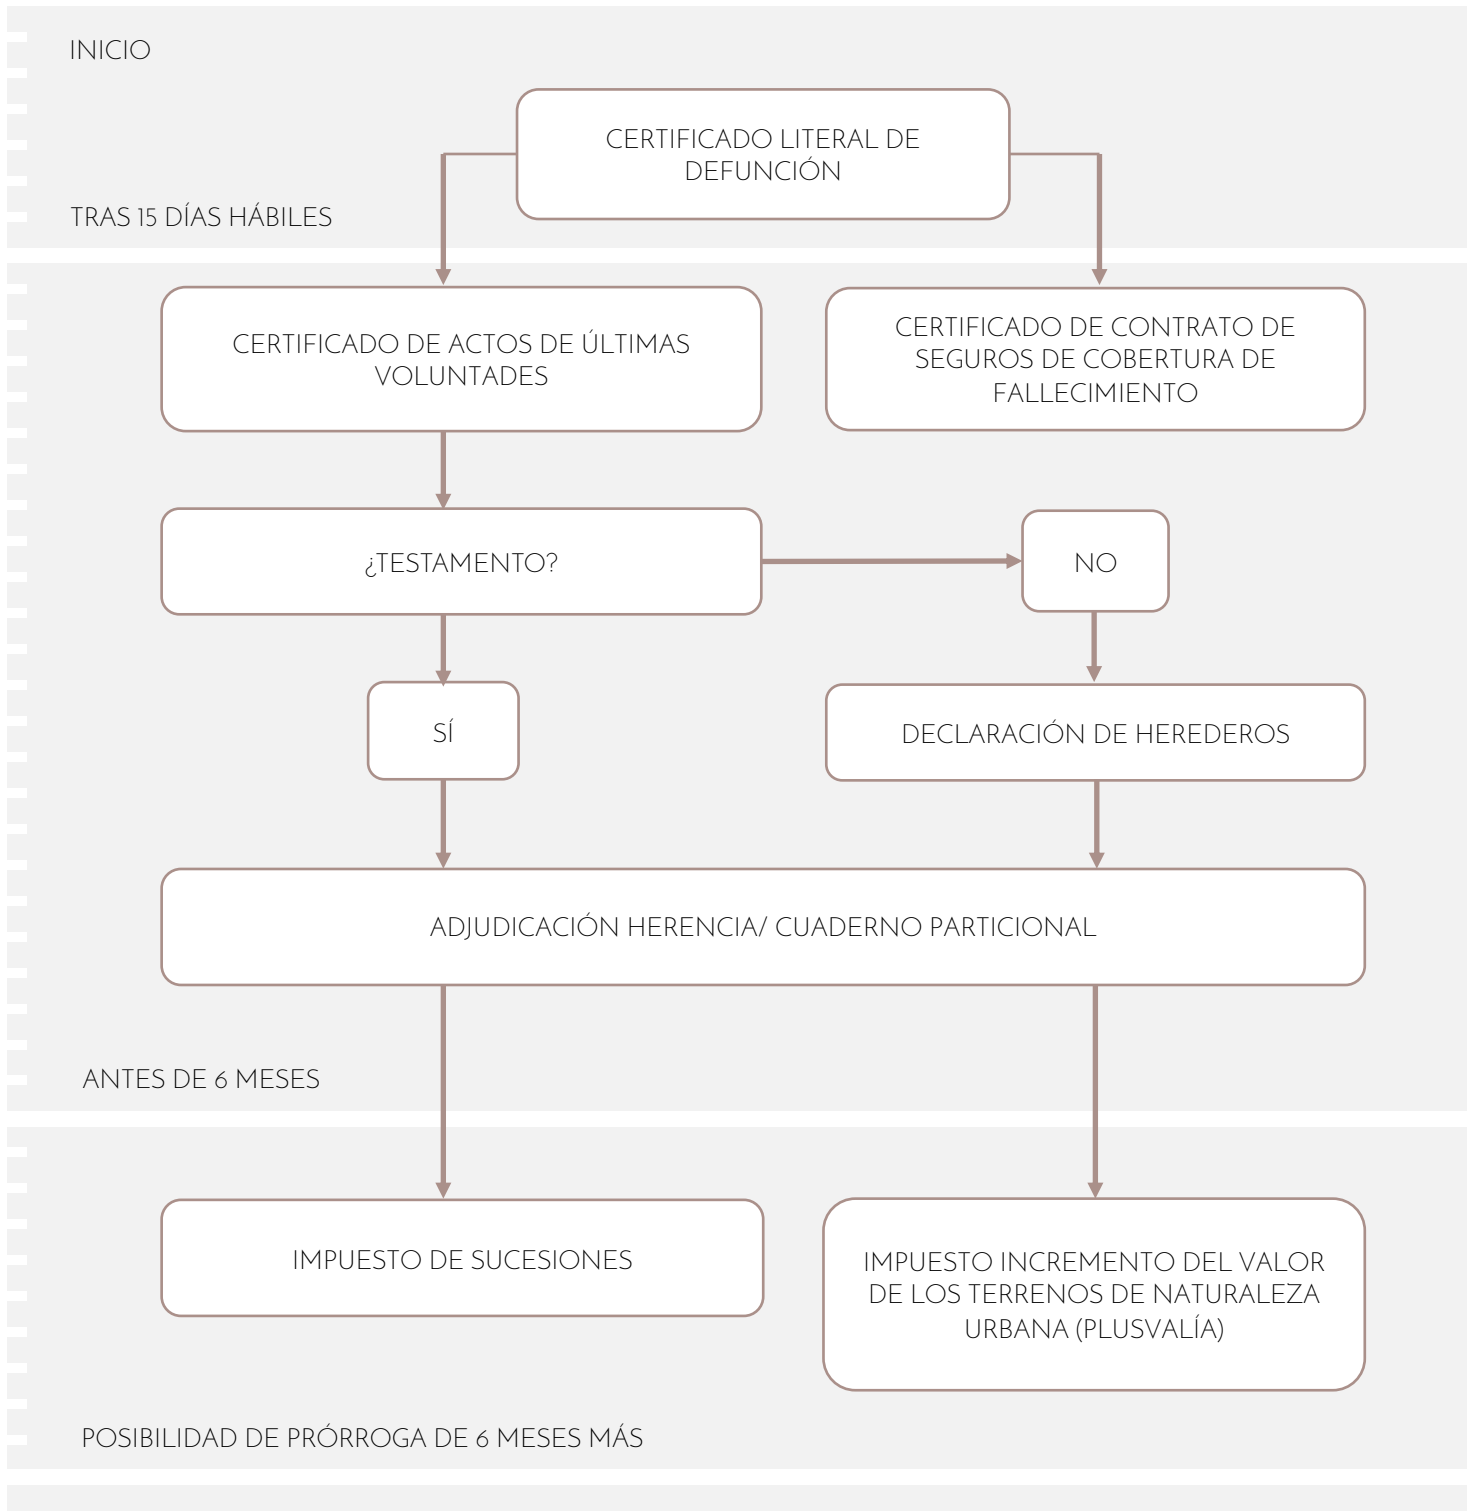 INICIO
CERTIFICADO LITERAL DE
DEFUNCIÓN
TRAS 15 DÍAS HÁBILES
CERTIFICADO DE ACTOS DE ÚLTIMAS
VOLUNTADES
CERTIFICADO DE CONTRATO DE
SEGUROS DE COBERTURA DE
FALLECIMIENTO
¿TESTAMENTO?
NO
SÍ
DECLARACIÓN DE HEREDEROS
ADJUDICACIÓN HERENCIA/ CUADERNO PARTICIONAL
ANTES DE 6 MESES
IMPUESTO DE SUCESIONES
IMPUESTO INCREMENTO DEL VALOR
DE LOS TERRENOS DE NATURALEZA
URBANA (PLUSVALÍA)
POSIBILIDAD DE PRÓRROGA DE 6 MESES MÁS